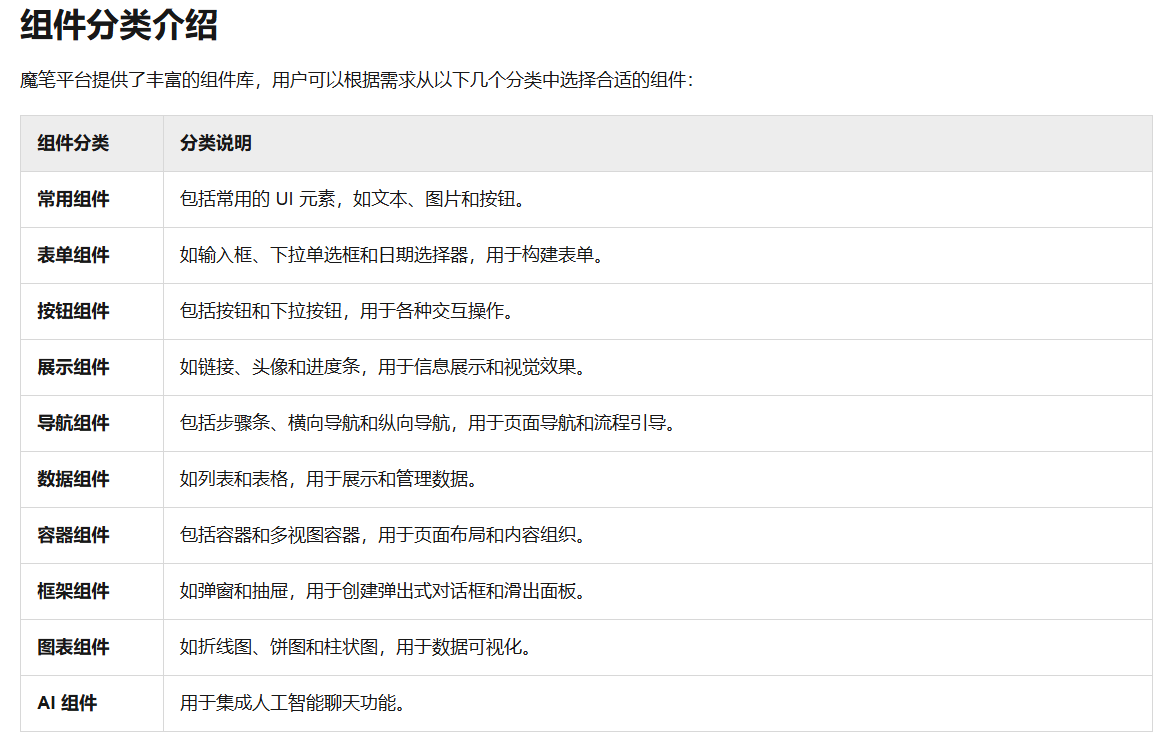 组件分类介绍
魔笔平台提供了丰富的组件库，用户可以根据需求从以下几个分类中选择合适的组件：
组件分类 分类说明
常用组件 包括常用的 UI 元素，如文本、图片和按钮。
表单组件 如输入框、下拉单选框和日期选择器，用于构建表单。
按钮组件 包括按钮和下拉按钮，用于各种交互操作。
展示组件 如链接、头像和进度条，用于信息展示和视觉效果。
导航组件 包括步骤条、横向导航和纵向导航，用于页面导航和流程引导。
数据组件 如列表和表格，用于展示和管理数据。
容器组件 包括容器和多视图容器，用于页面布局和内容组织。
框架组件 如弹窗和抽屉，用于创建弹出式对话框和滑出面板。
图表组件 如折线图、饼图和柱状图，用于数据可视化。
AI 组件 用于集成人工智能聊天功能。